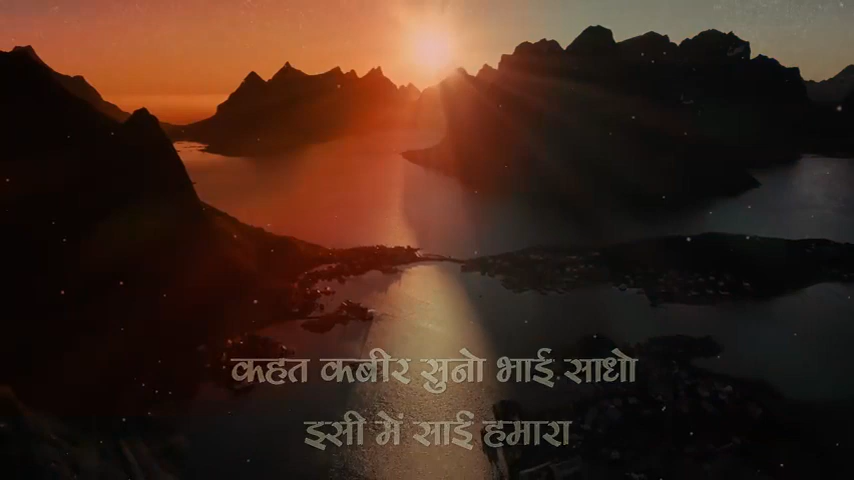 कहत कबीर सुनो भाई साधो
इसी में साई हमारा